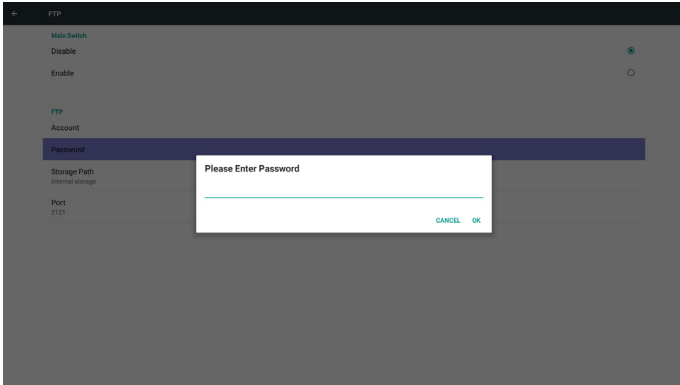 FTP
Main Switch
Disable
Enable
FTP
Account
Password
Storage Path
Internal storage
Port
2121
Please Enter Password
CANCEL OK